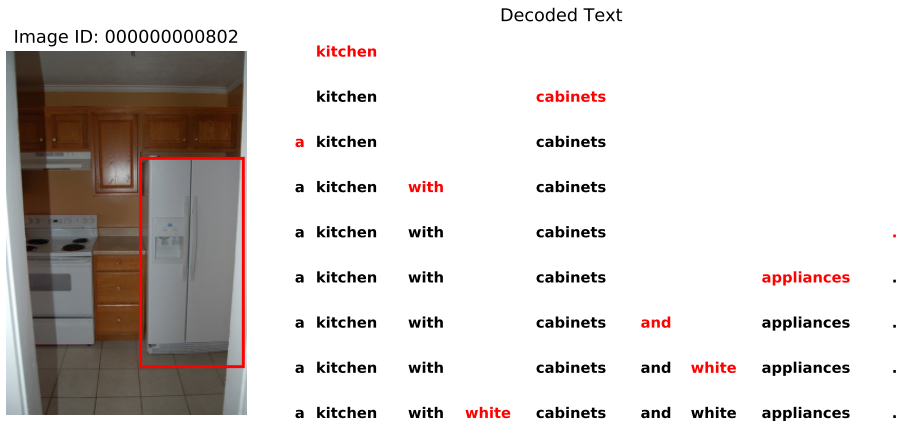 Decoded Text
Image ID: 000000000802
kitchen
kitchen cabinets
a kitchen cabinets
a kitchen with cabinets
a kitchen with cabinets .
a kitchen with cabinets appliances .
a kitchen with cabinets and appliances .
a kitchen with cabinets and white appliances .
a kitchen with white cabinets and white appliances .